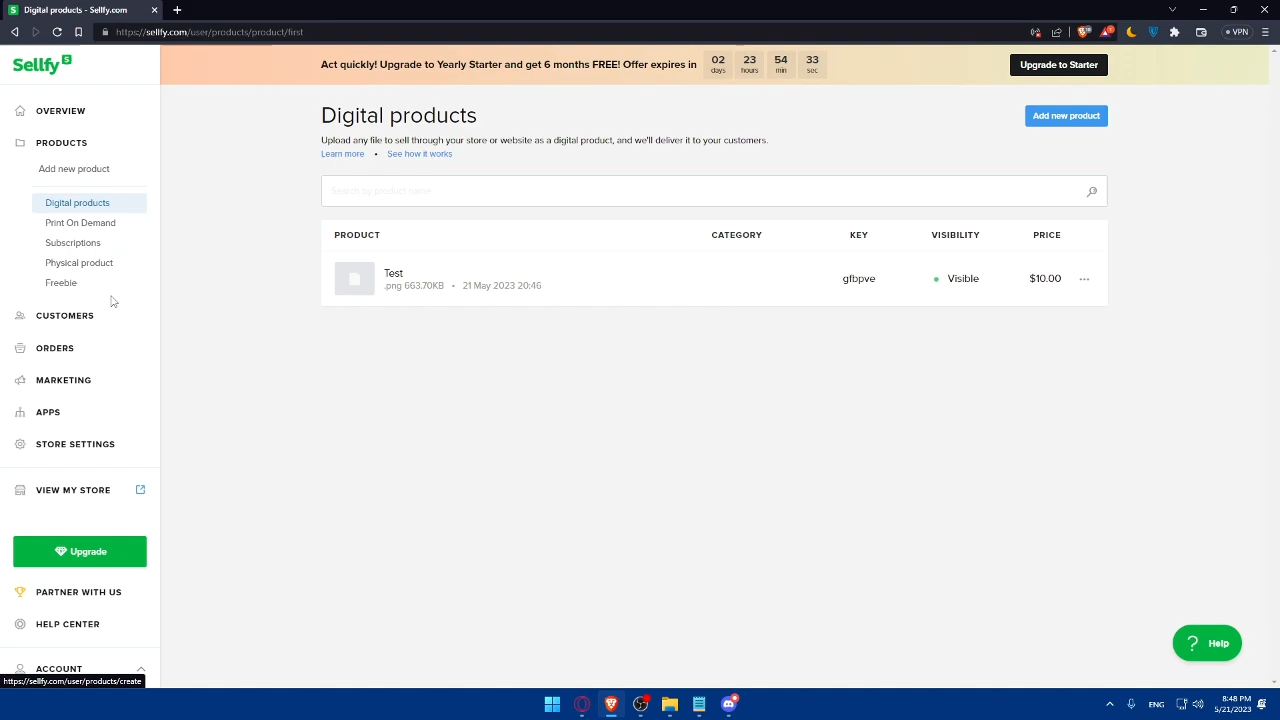 Digital products - Sellfy.com
https://sellfy.com/user/products/product/first
VPN
Sellfy
Act quickly! Upgrade to Yearly Starter and get 6 months FREE! Offer expires in
02 days
23 hours
54 min
33 sec
Upgrade to Starter
OVERVIEW
PRODUCTS
Add new product
Digital products
Print On Demand
Subscriptions
Physical product
Freebie
CUSTOMERS
ORDERS
MARKETING
APPS
STORE SETTINGS
VIEW MY STORE
Upgrade
PARTNER WITH US
HELP CENTER
ACCOUNT
https://sellfy.com/user/products/create
Digital products
Add new product
Upload any file to sell through your store or website as a digital product, and we'll deliver it to your customers.
Learn more • See how it works
Search by product name
PRODUCT CATEGORY KEY VISIBILITY PRICE
Test
.png 663.70KB • 21 May 2023 20:46
gfbpve
Visible
$10.00
? Help
ENG
8:48 PM
5/21/2023